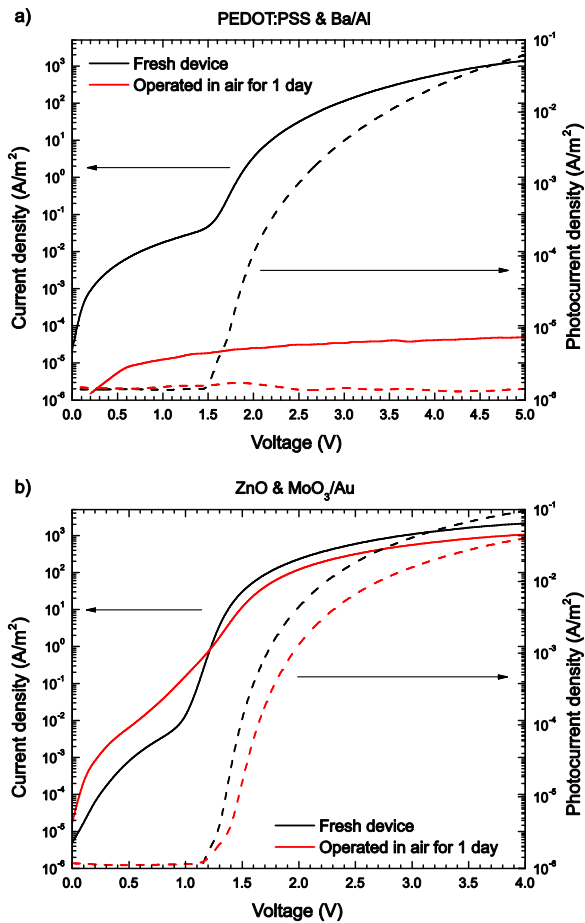 a)
PEDOT:PSS & Ba/Al
Fresh device
Operated in air for 1 day
Current density (A/m²)
10³
10²
10¹
10⁰
10⁻¹
10⁻²
10⁻³
10⁻⁴
10⁻⁵
10⁻⁶
Photocurrent density (A/m²)
10⁻¹
10⁻²
10⁻³
10⁻⁴
10⁻⁵
10⁻⁶
0.0 0.5 1.0 1.5 2.0 2.5 3.0 3.5 4.0 4.5 5.0
Voltage (V)
b)
ZnO & MoO₃/Au
Current density (A/m²)
10³
10²
10¹
10⁰
10⁻¹
10⁻²
10⁻³
10⁻⁴
10⁻⁵
10⁻⁶
Photocurrent density (A/m²)
10⁻¹
10⁻²
10⁻³
10⁻⁴
10⁻⁵
10⁻⁶
Fresh device
Operated in air for 1 day
0.0 0.5 1.0 1.5 2.0 2.5 3.0 3.5 4.0
Voltage (V)